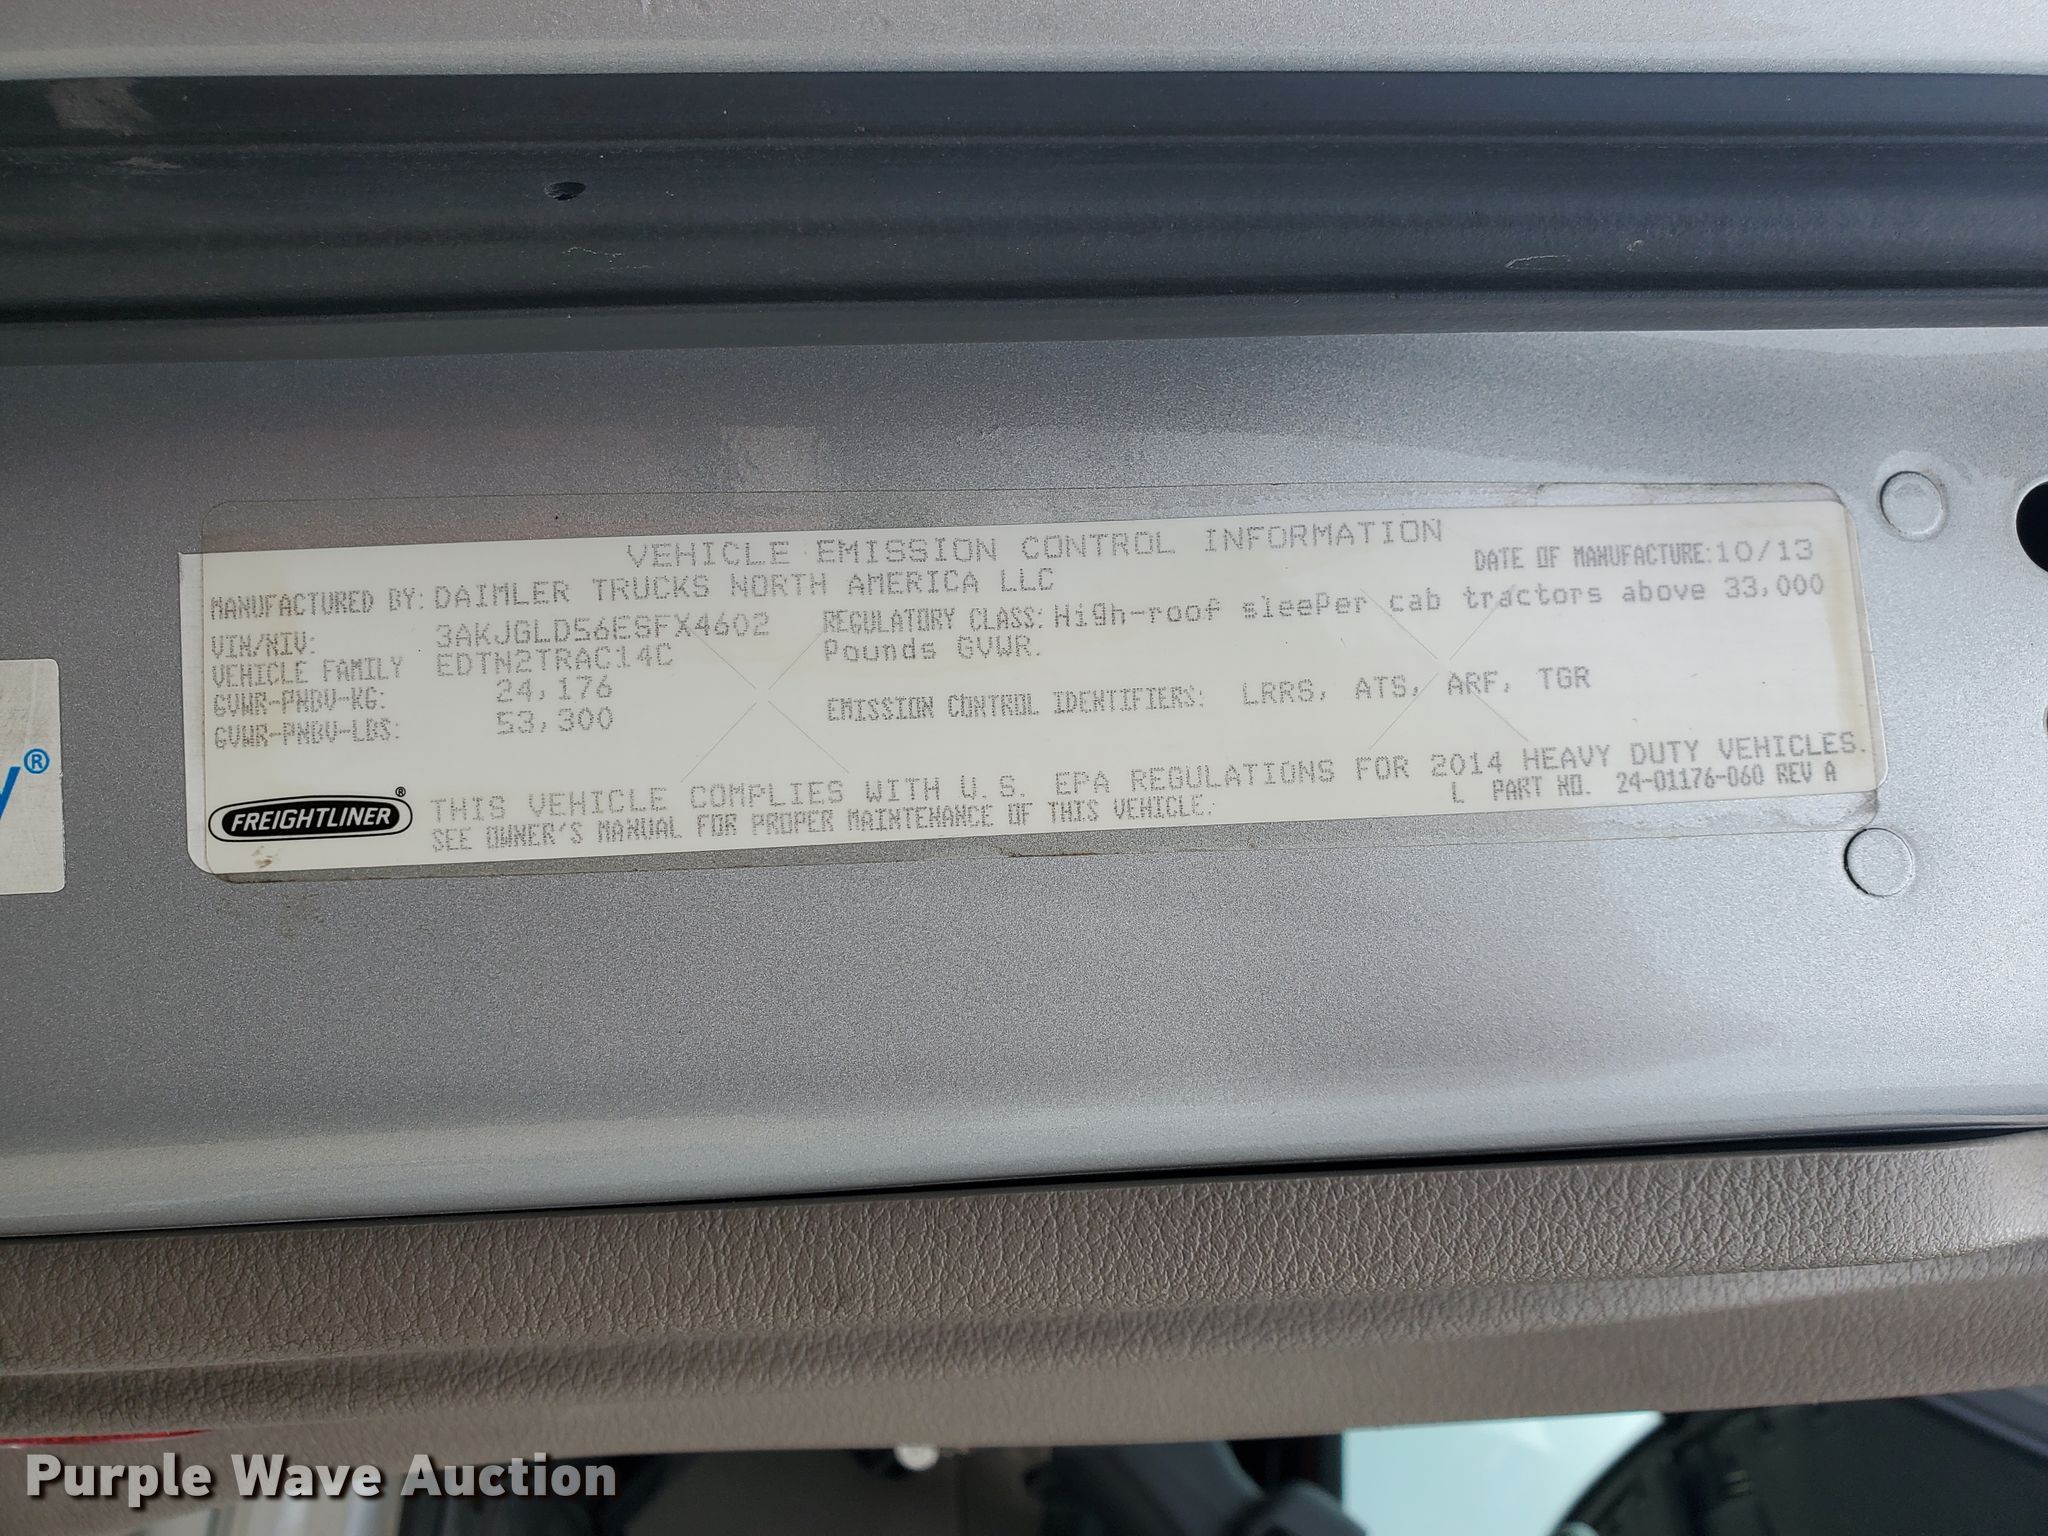 VEHICLE EMISSION CONTROL INFORMATION
DATE OF MANUFACTURE: 10/13
MANUFACTURED BY: DAIMLER TRUCKS NORTH AMERICA LLC
VIN/NIV: 3AKJGLD56ESFX4602
REGULATORY CLASS: High-roof sleeper cab tractors above 33,000
Pounds GVWR.
VEHICLE FAMILY EDTN2TRAC14C
GVWR-PNBV-KG: 24,176
EMISSION CONTROL IDENTIFIERS: LRRS, ATS, ARF, TGR
GVWR-PNBV-LBS: 53,300
FREIGHTLINER®
THIS VEHICLE COMPLIES WITH U.S. EPA REGULATIONS FOR 2014 HEAVY DUTY VEHICLES.
SEE OWNER'S MANUAL FOR PROPER MAINTENANCE OF THIS VEHICLE.
L PART NO. 24-01176-060 REV A
y®
Purple Wave Auction